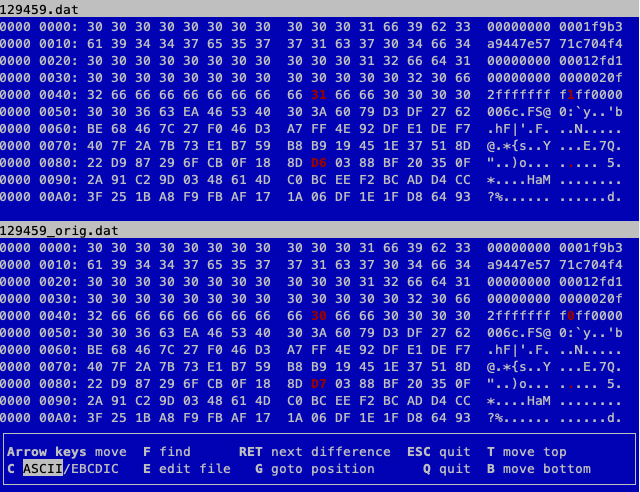 129459.dat
0000 0000: 30 30 30 30 30 30 30 30  30 30 30 31 66 39 62 33  00000000 0001f9b3
0000 0010: 61 39 34 34 37 65 35 37  37 31 63 37 30 34 66 34  a9447e57 71c704f4
0000 0020: 30 30 30 30 30 30 30 30  30 30 30 31 32 66 64 31  00000000 00012fd1
0000 0030: 30 30 30 30 30 30 30 30  30 30 30 30 30 32 30 66  00000000 0000020f
0000 0040: 32 66 66 66 66 66 66 66  66 31 66 66 30 30 30 30  2fffffff f1ff0000
0000 0050: 30 30 36 63 EA 46 53 40  30 3A 60 79 D3 DF 27 62  006c.FS@ 0:`y..'b
0000 0060: BE 68 46 7C 27 F0 46 D3  A7 FF 4E 92 DF E1 DE F7  .hF|'.F. ..N.....
0000 0070: 40 7F 2A 7B 73 E1 B7 59  B8 B9 19 45 1E 37 51 8D  @.*{s..Y ...E.7Q.
0000 0080: 22 D9 87 29 6F CB 0F 18  8D D6 03 88 BF 20 35 0F  "..)o... ..... 5.
0000 0090: 2A 91 C2 9D 03 48 61 4D  C0 BC EE F2 BC AD D4 CC  *....HaM ........
0000 00A0: 3F 25 1B A8 F9 FB AF 17  1A 06 DF 1E 1F D8 64 93  ?%...... ......d.
129459_orig.dat
0000 0000: 30 30 30 30 30 30 30 30  30 30 30 31 66 39 62 33  00000000 0001f9b3
0000 0010: 61 39 34 34 37 65 35 37  37 31 63 37 30 34 66 34  a9447e57 71c704f4
0000 0020: 30 30 30 30 30 30 30 30  30 30 30 31 32 66 64 31  00000000 00012fd1
0000 0030: 30 30 30 30 30 30 30 30  30 30 30 30 30 32 30 66  00000000 0000020f
0000 0040: 32 66 66 66 66 66 66 66  66 30 66 66 30 30 30 30  2fffffff f0ff0000
0000 0050: 30 30 36 63 EA 46 53 40  30 3A 60 79 D3 DF 27 62  006c.FS@ 0:`y..'b
0000 0060: BE 68 46 7C 27 F0 46 D3  A7 FF 4E 92 DF E1 DE F7  .hF|'.F. ..N.....
0000 0070: 40 7F 2A 7B 73 E1 B7 59  B8 B9 19 45 1E 37 51 8D  @.*{s..Y ...E.7Q.
0000 0080: 22 D9 87 29 6F CB 0F 18  8D D7 03 88 BF 20 35 0F  "..)o... ..... 5.
0000 0090: 2A 91 C2 9D 03 48 61 4D  C0 BC EE F2 BC AD D4 CC  *....HaM ........
0000 00A0: 3F 25 1B A8 F9 FB AF 17  1A 06 DF 1E 1F D8 64 93  ?%...... ......d.
Arrow keys move  F find      RET next difference  ESC quit  T move top
C ASCII/EBCDIC   E edit file   G goto position      Q quit  B move bottom